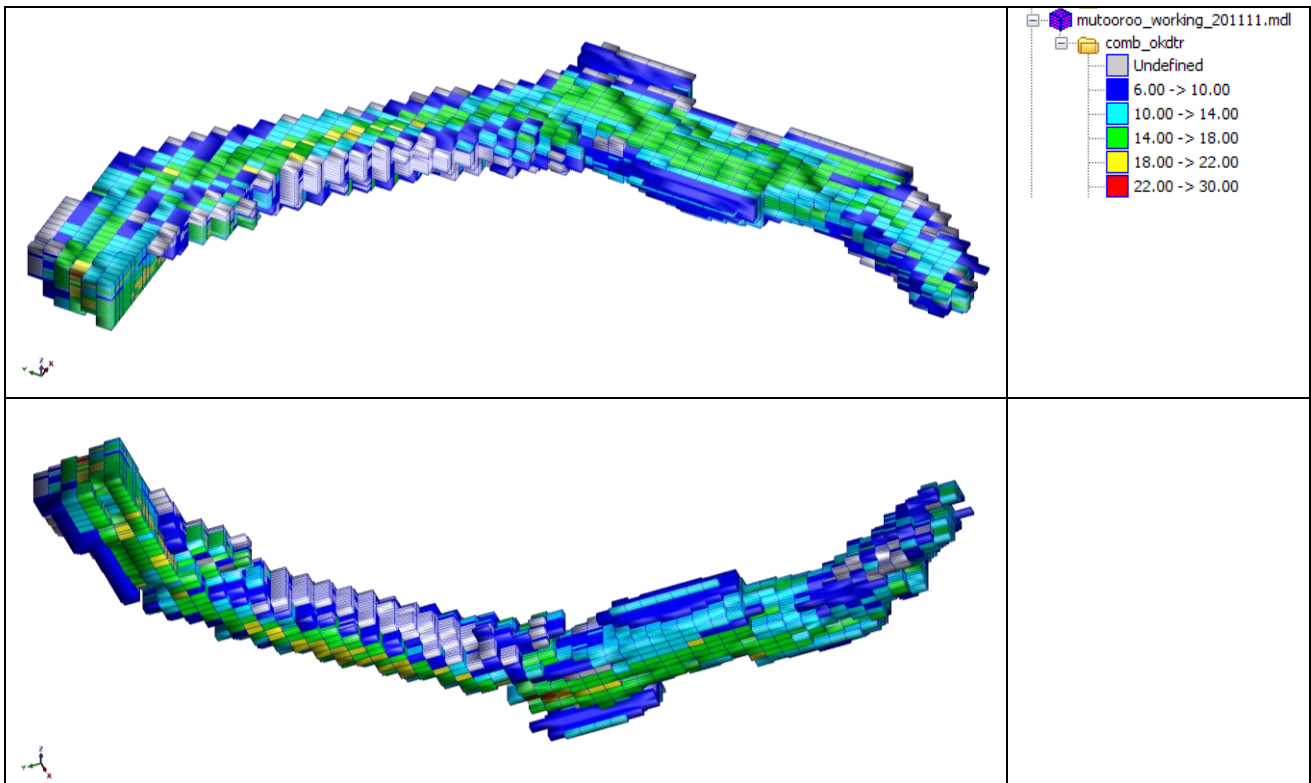 mutooroo_working_201111.mdl
comb_okdtr
Undefined
6.00 -> 10.00
10.00 -> 14.00
14.00 -> 18.00
18.00 -> 22.00
22.00 -> 30.00
Z
Y X
Z
Y
X